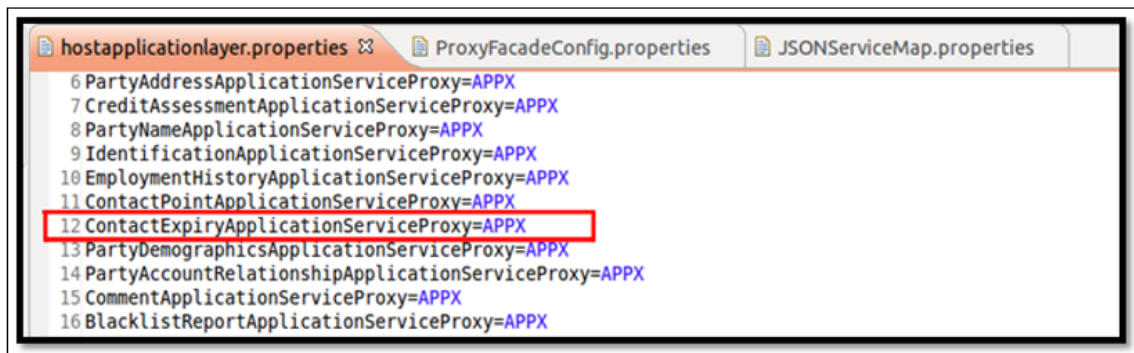 hostapplicationlayer.properties ProxyFacadeConfig.properties JSONServiceMap.properties
6 PartyAddressApplicationServiceProxy=APPX
7 CreditAssessmentApplicationServiceProxy=APPX
8 PartyNameApplicationServiceProxy=APPX
9 IdentificationApplicationServiceProxy=APPX
10 EmploymentHistoryApplicationServiceProxy=APPX
11 ContactPointApplicationServiceProxy=APPX
12 ContactExpiryApplicationServiceProxy=APPX
13 PartyDemographicsApplicationServiceProxy=APPX
14 PartyAccountRelationshipApplicationServiceProxy=APPX
15 CommentApplicationServiceProxy=APPX
16 BlacklistReportApplicationServiceProxy=APPX